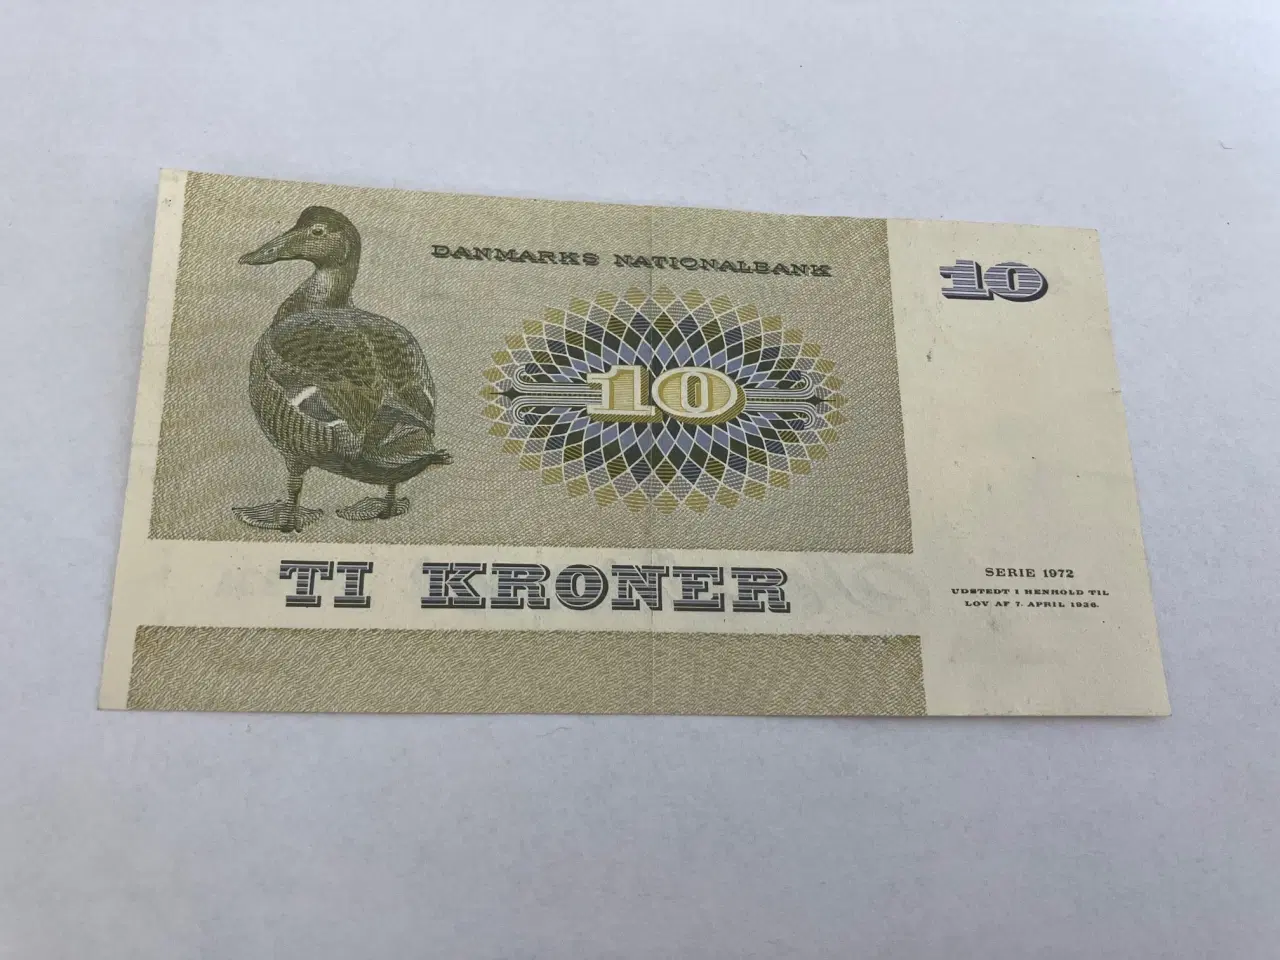 DANMARKS NATIONALBANK
10
10
TI KRONER
SERIE 1972
UDSTEDT I HENHOLD TIL
LOV AF 7. APRIL 1936.